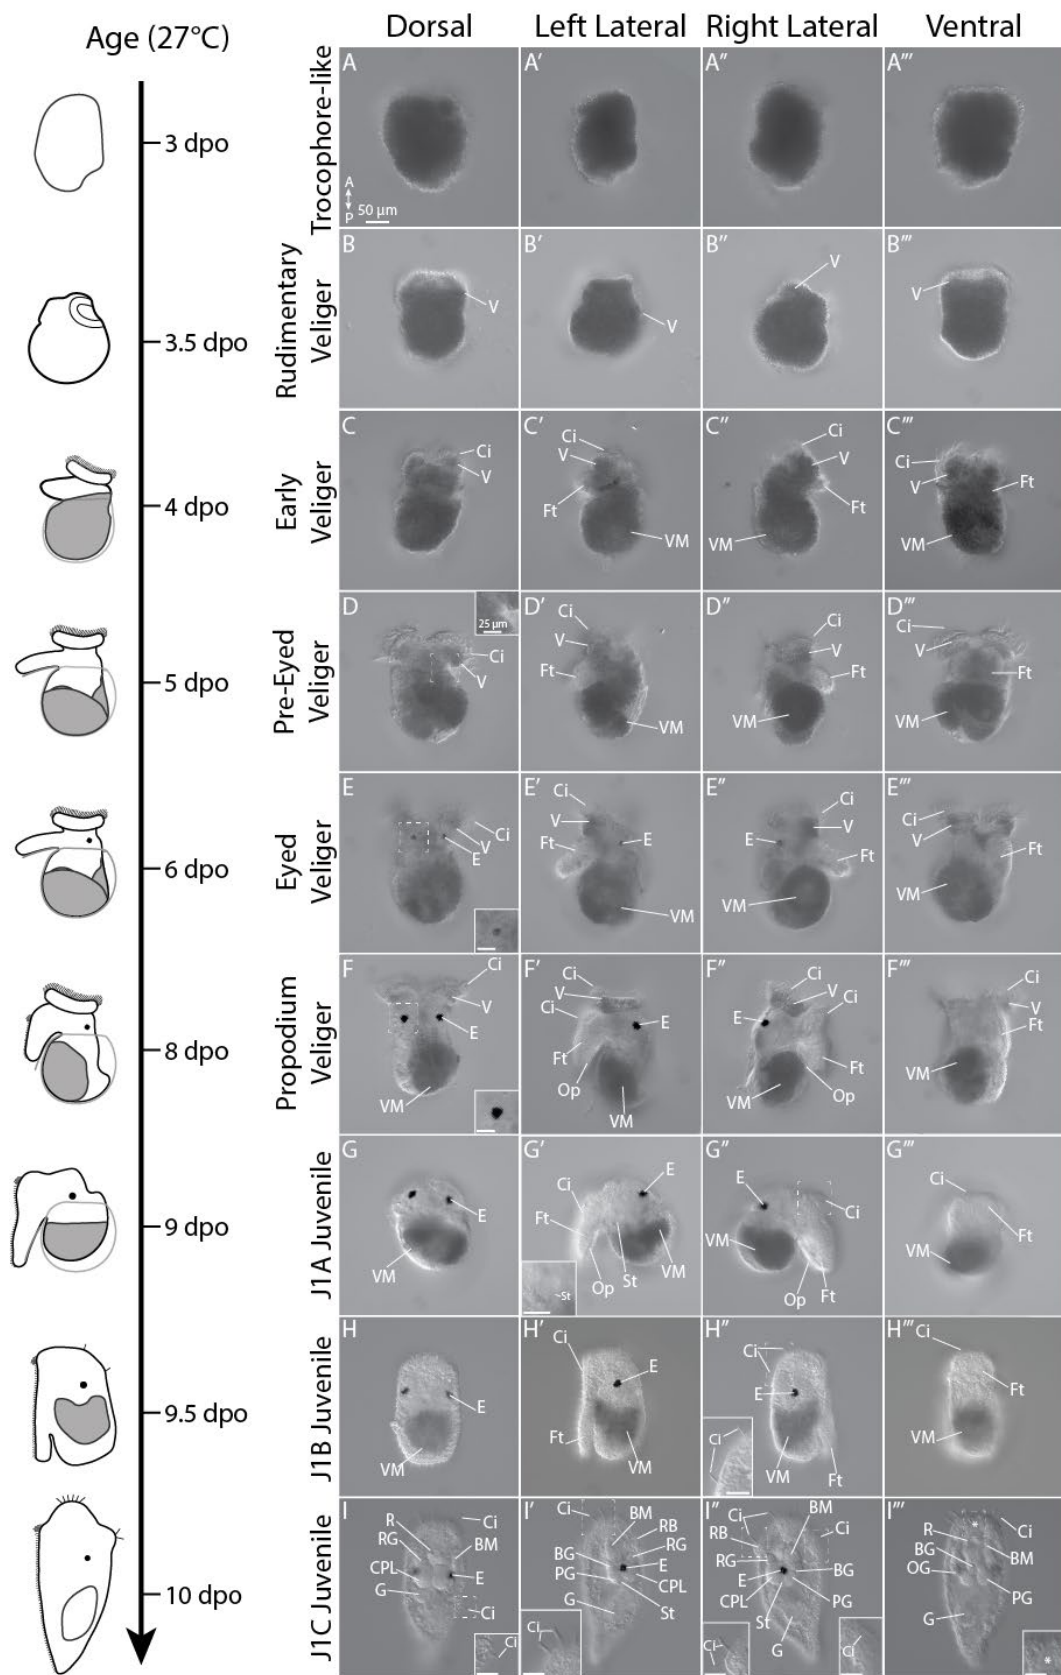 Age (27°C)
Dorsal
Left Lateral
Right Lateral
Ventral
3 dpo
Trocophore-like
A
A
P
50 µm
A'
A''
A'''
3.5 dpo
Rudimentary
Veliger
B
V
B'
V
B''
V
B'''
V
4 dpo
Early
Veliger
C
Ci
V
C'
Ci
V
Ft
VM
C''
Ci
V
Ft
VM
C'''
Ci
V
Ft
VM
5 dpo
Pre-Eyed
Veliger
D
25 µm
Ci
V
D'
Ci
V
Ft
VM
D''
Ci
V
Ft
VM
D'''
Ci
V
Ft
VM
6 dpo
Eyed
Veliger
E
Ci
V
E
E'
Ci
V
Ft
E
VM
E''
Ci
V
E
Ft
VM
E'''
Ci
V
Ft
VM
8 dpo
Propodium
Veliger
F
Ci
V
E
VM
F'
Ci
V
Ci
E
Ft
Op
VM
F''
Ci
V
Ci
E
Ft
VM
Op
F'''
Ci
V
Ft
VM
9 dpo
J1A Juvenile
G
E
VM
G'
Ci
E
Ft
Op
St
VM
St
G''
E
Ci
VM
Op
Ft
G'''
Ci
Ft
VM
9.5 dpo
J1B Juvenile
H
E
VM
H'
Ci
E
Ft
VM
H''
Ci
E
Ci
VM
Ft
H'''
Ci
Ft
VM
10 dpo
J1C Juvenile
I
R
Ci
RG
BM
CPL
E
G
Ci
Ci
I'
Ci
BM
RB
RG
BG
E
PG
CPL
G
St
Ci
I''
Ci
BM
RB
Ci
RG
BG
E
CPL
PG
St
G
Ci
Ci
I'''
*
Ci
R
BM
BG
OG
PG
G
*